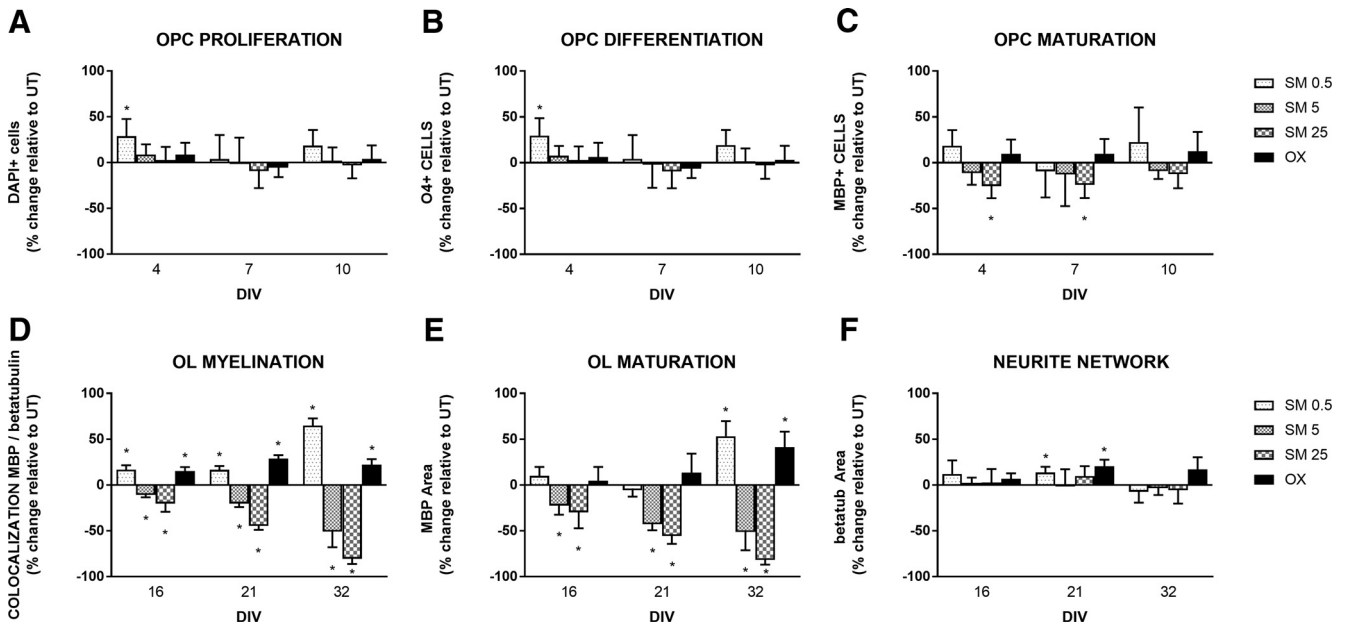 A
OPC PROLIFERATION
DAPI+ cells
(% change relative to UT)
100
50
0
-50
-100
*
4
7
10
DIV
B
OPC DIFFERENTIATION
O4+ CELLS
(% change relative to UT)
100
50
0
-50
-100
*
4
7
10
DIV
C
OPC MATURATION
MBP+ CELLS
(% change relative to UT)
100
50
0
-50
-100
*
*
4
7
10
DIV
SM 0.5
SM 5
SM 25
OX
D
OL MYELINATION
COLOCALIZATION MBP / betatubulin
(% change relative to UT)
100
50
0
-50
-100
*
*
*
*
*
*
*
*
*
*
*
*
16
21
32
DIV
E
OL MATURATION
MBP Area
(% change relative to UT)
100
50
0
-50
-100
*
*
*
*
*
*
*
*
16
21
32
DIV
F
NEURITE NETWORK
betatub Area
(% change relative to UT)
100
50
0
-50
-100
*
*
16
21
32
DIV
SM 0.5
SM 5
SM 25
OX